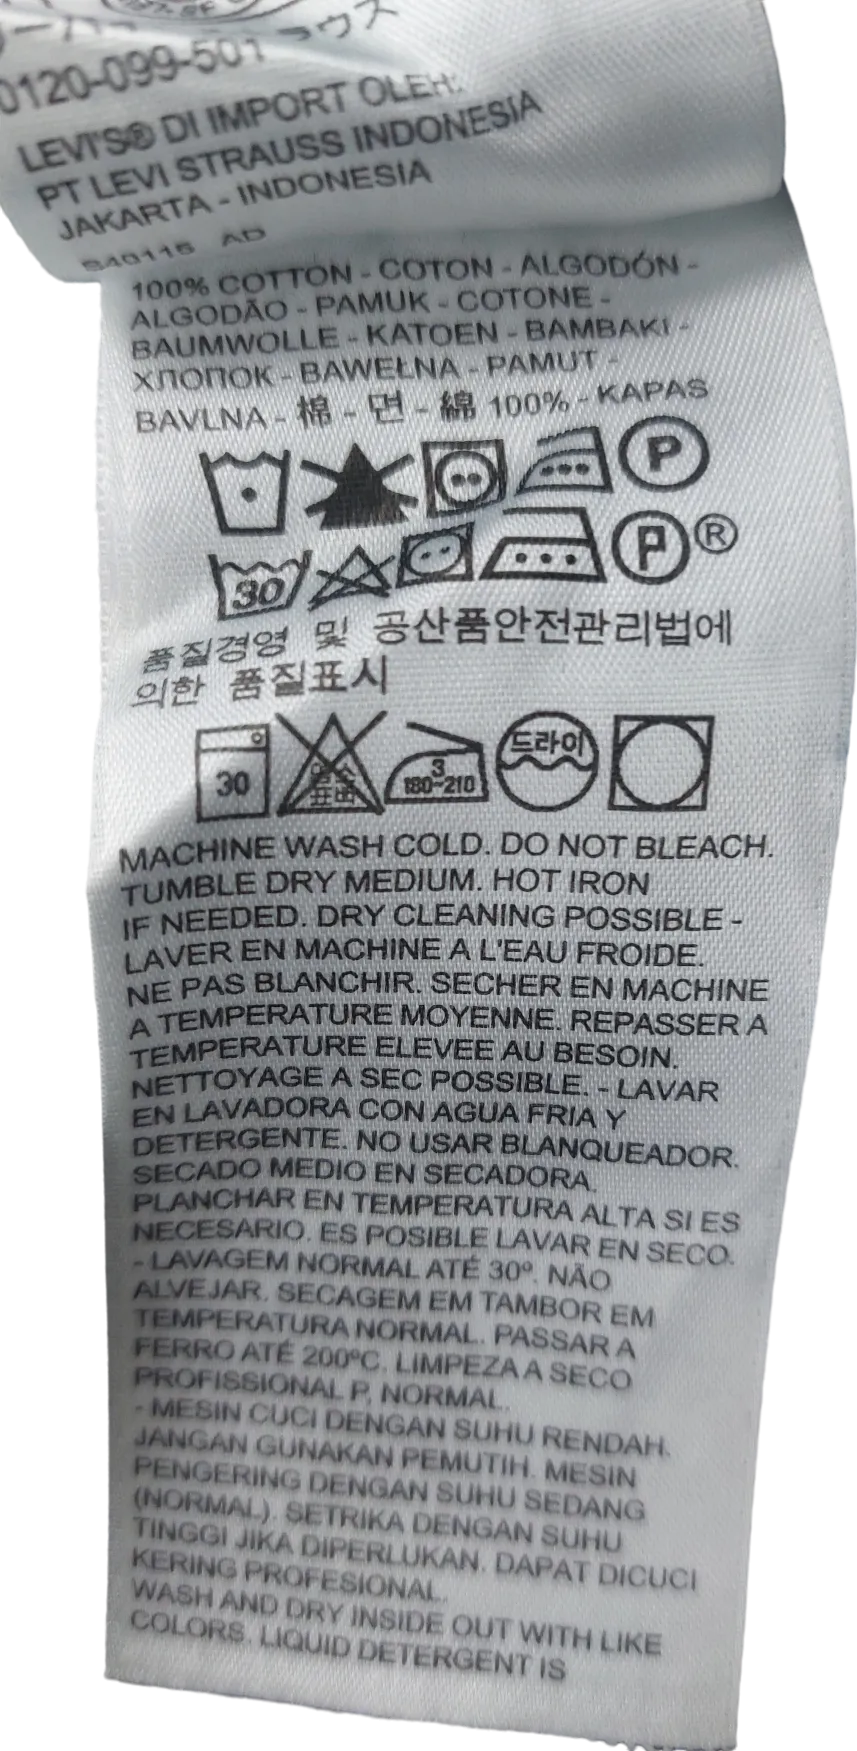 0120-099-501
LEVI'S® DI IMPORT OLEH:
PT LEVI STRAUSS INDONESIA
JAKARTA - INDONESIA
AD
100% COTTON - COTON - ALGODÓN -
ALGODÃO - PAMUK - COTONE -
BAUMWOLLE - KATOEN - BAMBAKI -
ХЛОПОК - BAWEŁNA - PAMUT -
BAVLNA - 棉 - 면 - 綿 100% - KAPAS
P
30 P ®
품질경영 및 공산품안전관리법에
의한 품질표시
30 염소표백 3 180~210 드라이
MACHINE WASH COLD. DO NOT BLEACH.
TUMBLE DRY MEDIUM. HOT IRON
IF NEEDED. DRY CLEANING POSSIBLE -
LAVER EN MACHINE A L'EAU FROIDE.
NE PAS BLANCHIR. SECHER EN MACHINE
A TEMPERATURE MOYENNE. REPASSER A
TEMPERATURE ELEVEE AU BESOIN.
NETTOYAGE A SEC POSSIBLE. - LAVAR
EN LAVADORA CON AGUA FRIA Y
DETERGENTE. NO USAR BLANQUEADOR.
SECADO MEDIO EN SECADORA.
PLANCHAR EN TEMPERATURA ALTA SI ES
NECESARIO. ES POSIBLE LAVAR EN SECO.
- LAVAGEM NORMAL ATÉ 30º. NÃO
ALVEJAR. SECAGEM EM TAMBOR EM
TEMPERATURA NORMAL. PASSAR A
FERRO ATÉ 200ºC. LIMPEZA A SECO
PROFISSIONAL P, NORMAL.
- MESIN CUCI DENGAN SUHU RENDAH.
JANGAN GUNAKAN PEMUTIH. MESIN
PENGERING DENGAN SUHU SEDANG
(NORMAL). SETRIKA DENGAN SUHU
TINGGI JIKA DIPERLUKAN. DAPAT DICUCI
KERING PROFESIONAL.
WASH AND DRY INSIDE OUT WITH LIKE
COLORS. LIQUID DETERGENT IS